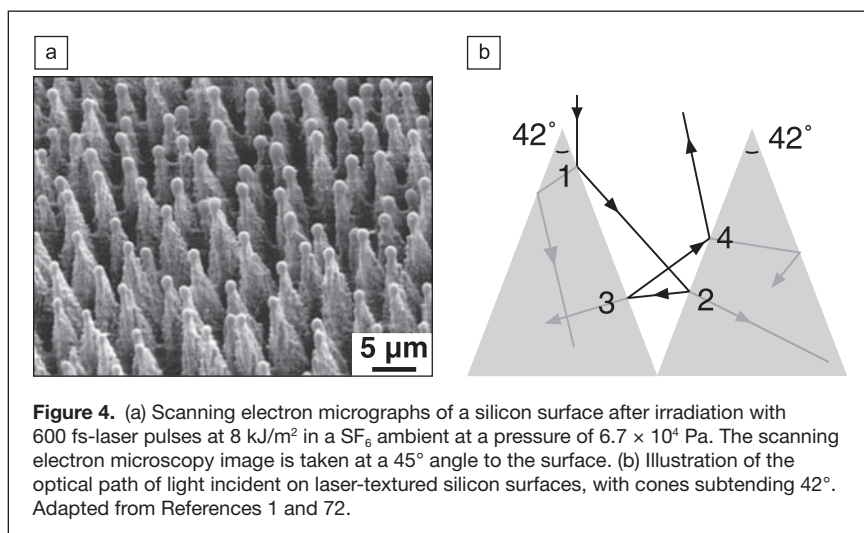 a
b
42°
42°
1
4
3
2
5 µm
Figure 4. (a) Scanning electron micrographs of a silicon surface after irradiation with
600 fs-laser pulses at 8 kJ/m² in a SF₆ ambient at a pressure of 6.7 × 10⁴ Pa. The scanning
electron microscopy image is taken at a 45° angle to the surface. (b) Illustration of the
optical path of light incident on laser-textured silicon surfaces, with cones subtending 42°.
Adapted from References 1 and 72.